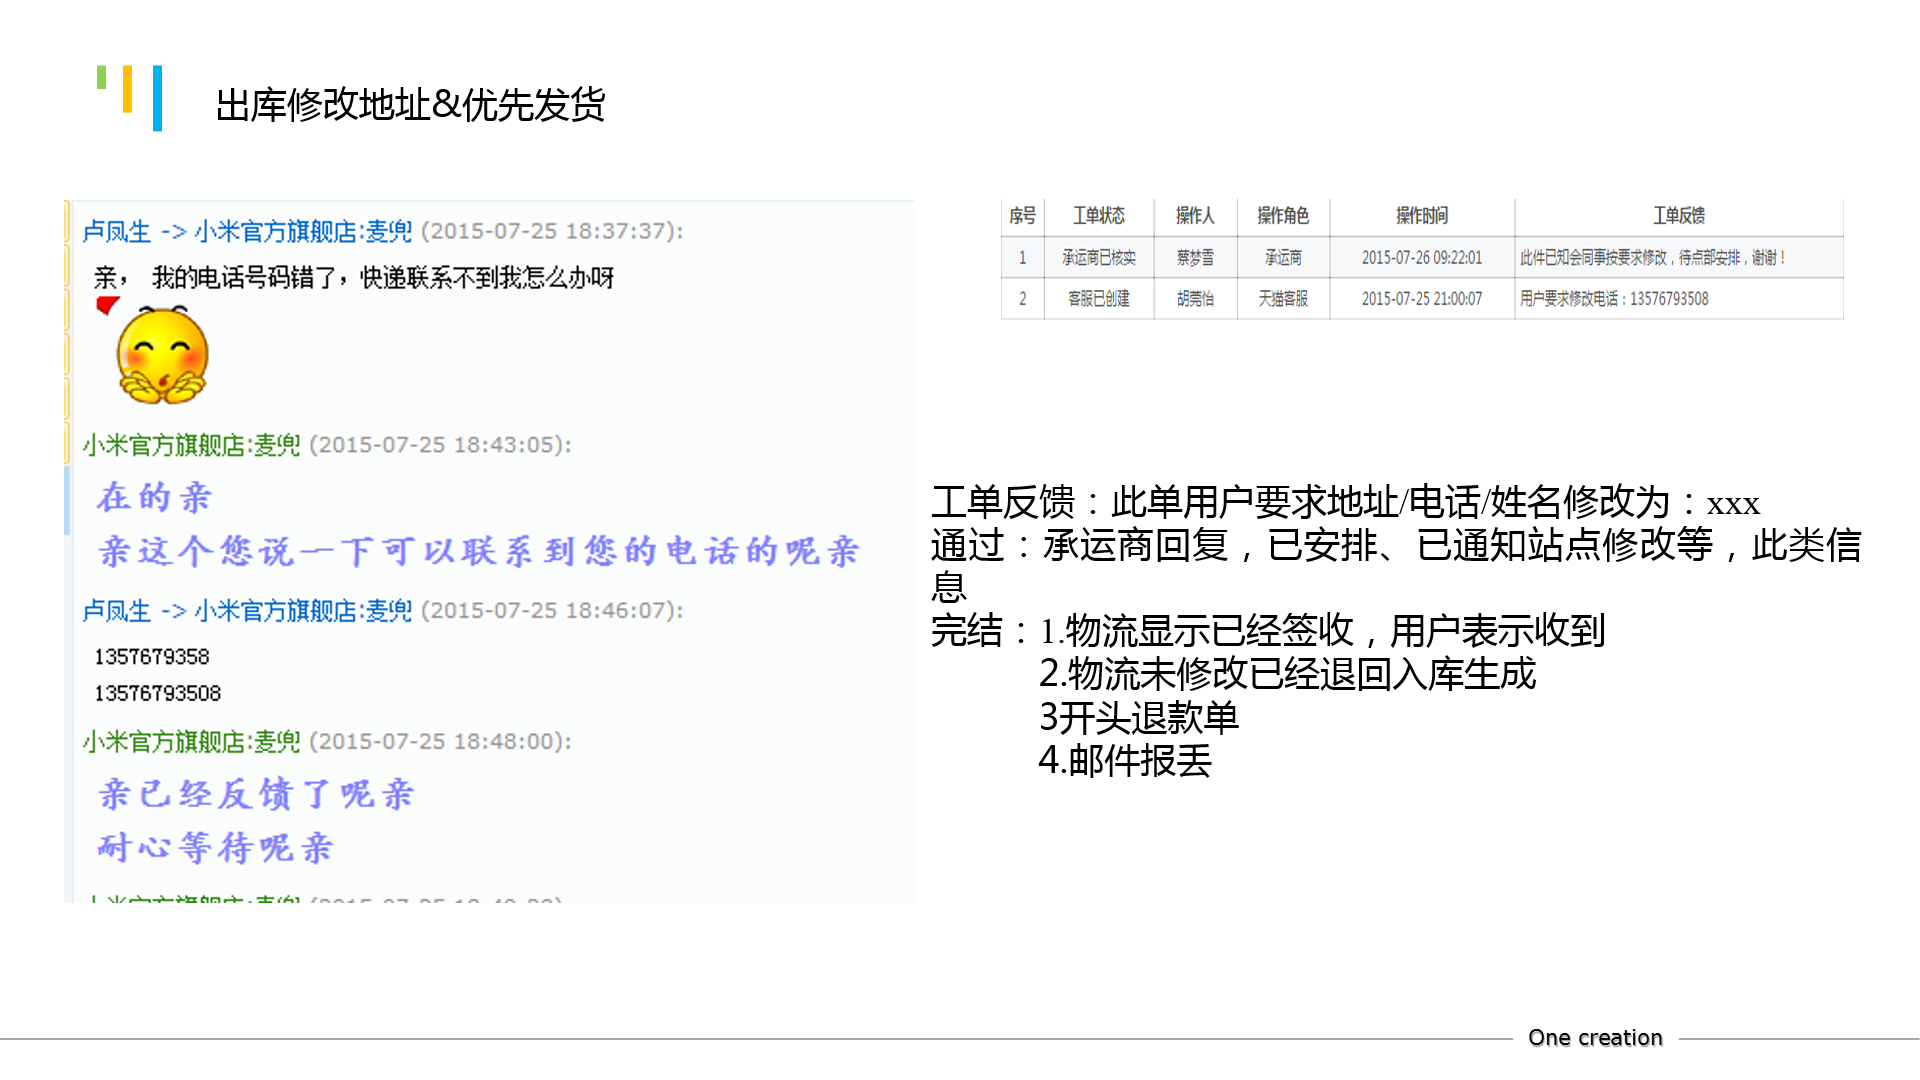 出库修改地址&优先发货
卢凤生 -> 小米官方旗舰店:麦兜 (2015-07-25 18:37:37):
亲， 我的电话号码错了，快递联系不到我怎么办呀
小米官方旗舰店:麦兜 (2015-07-25 18:43:05):
在的亲
亲这个您说一下可以联系到您的电话的呢亲
卢凤生 -> 小米官方旗舰店:麦兜 (2015-07-25 18:46:07):
1357679358
13576793508
小米官方旗舰店:麦兜 (2015-07-25 18:48:00):
亲已经反馈了呢亲
耐心等待呢亲
序号 工单状态 操作人 操作角色 操作时间 工单反馈
1 承运商已核实 蔡梦雪 承运商 2015-07-26 09:22:01 此件已知会同事按要求修改，待点部安排，谢谢！
2 客服已创建 胡莞怡 天猫客服 2015-07-25 21:00:07 用户要求修改电话：13576793508
工单反馈：此单用户要求地址/电话/姓名修改为：xxx
通过：承运商回复，已安排、已通知站点修改等，此类信
息
完结：1.物流显示已经签收，用户表示收到
2.物流未修改已经退回入库生成
3开头退款单
4.邮件报丢
One creation